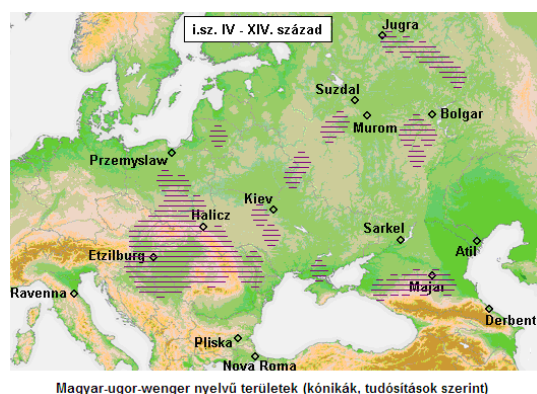 i.sz. IV - XIV. század
Jugra
Suzdal
Murom
Bolgar
Przemyslaw
Kiev
Halicz
Sarkel
Etzilburg
Atil
Ravenna
Majar
Derbent
Pliska
Nova Roma
Magyar-ugor-wenger nyelvű területek (kónikák, tudósítások szerint)